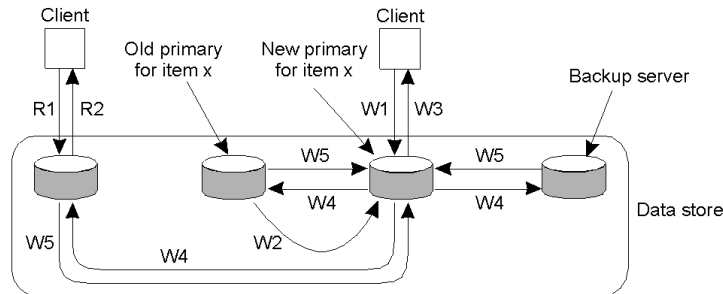 Client
Client
Old primary
for item x
New primary
for item x
Backup server
R1
R2
W1
W3
W5
W5
W4
W4
Data store
W5
W4
W2